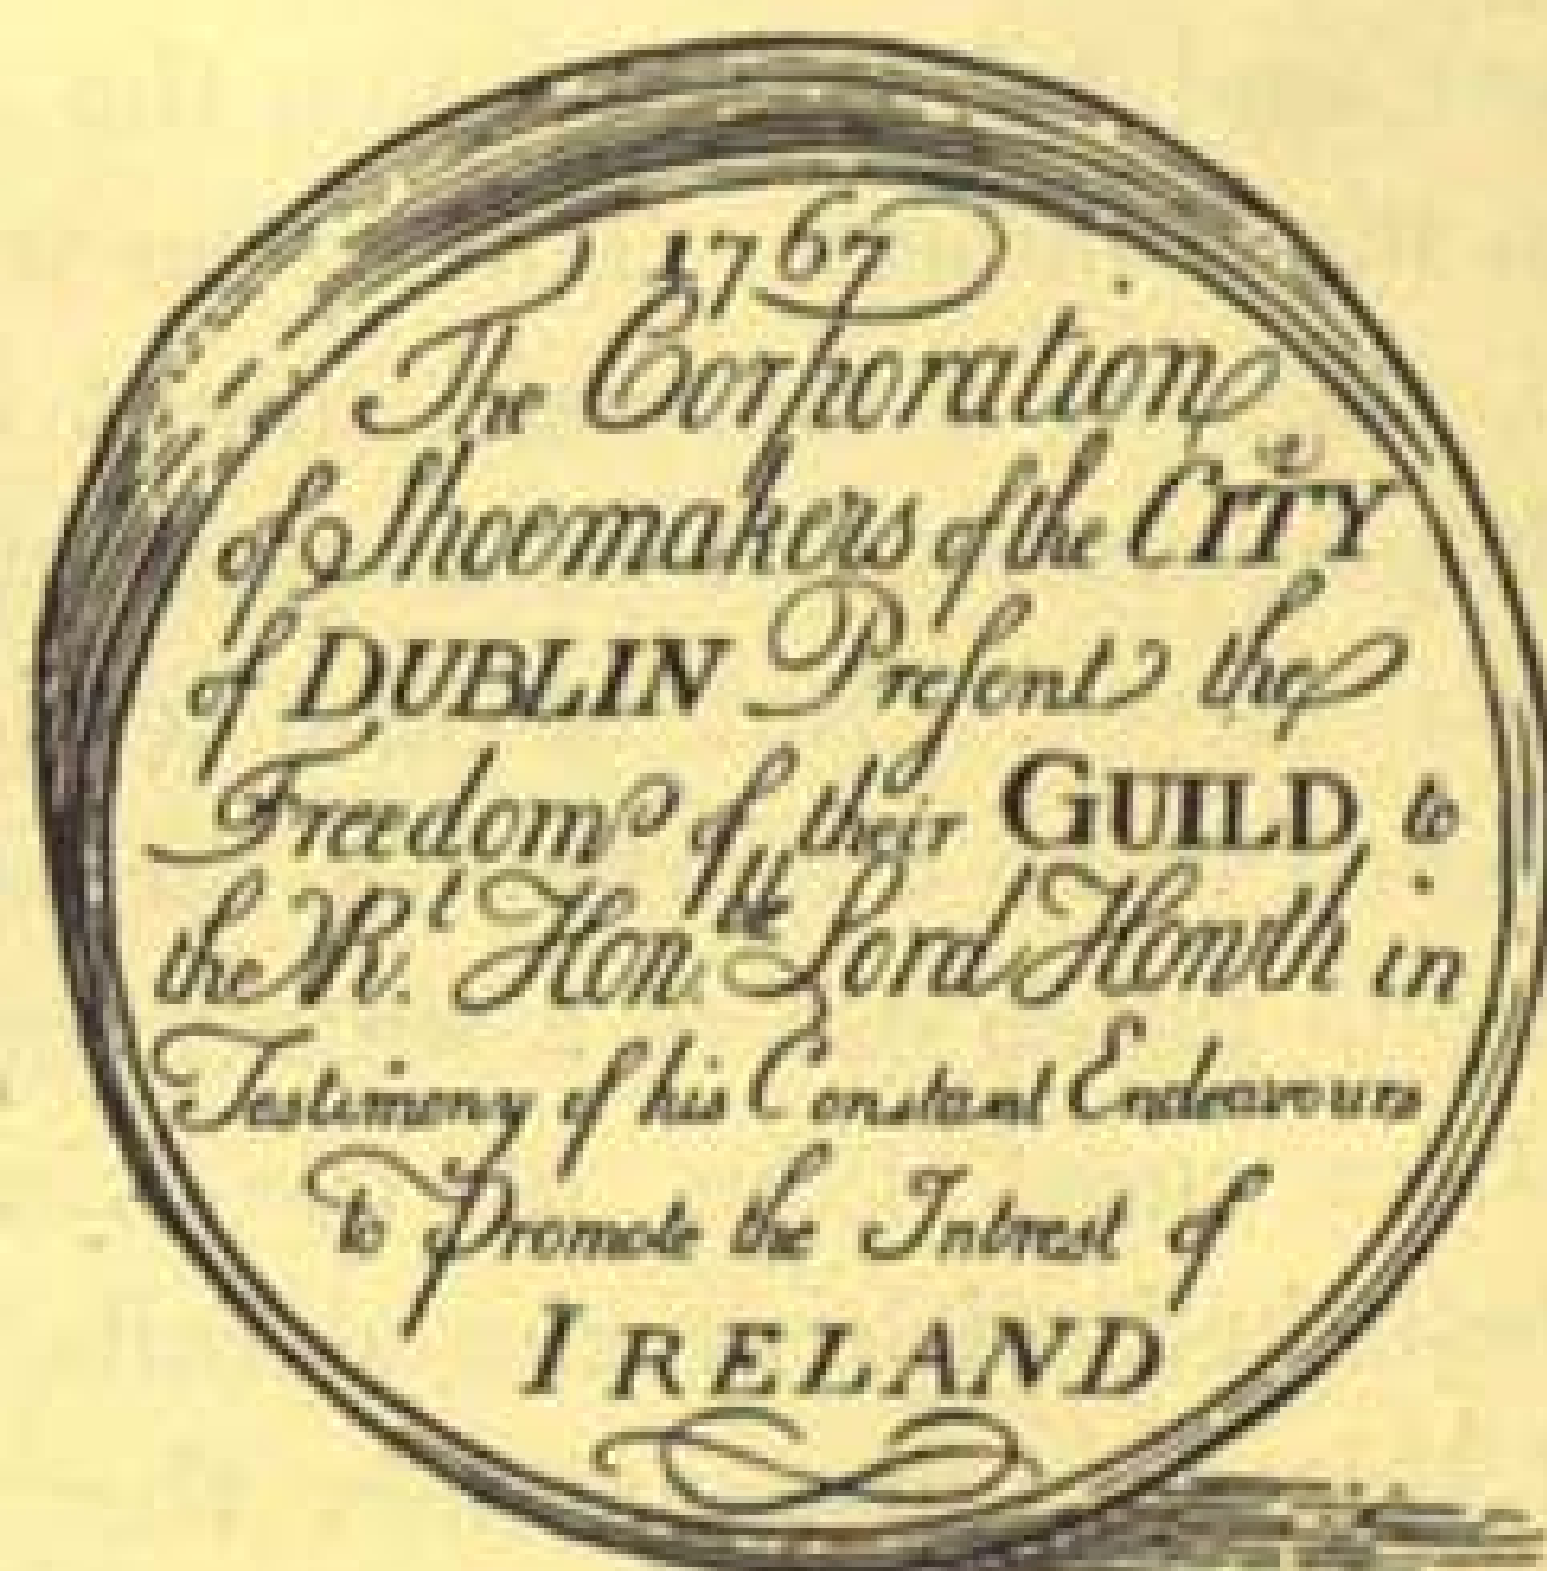 1767
The Corporation
of Shoemakers of the CITY
of DUBLIN Preſent the
Freedom of their GUILD to
the Rt. Hon. the Lord Howth in
Testimony of his Constant Endeavours
to Promote the Intrest of
IRELAND